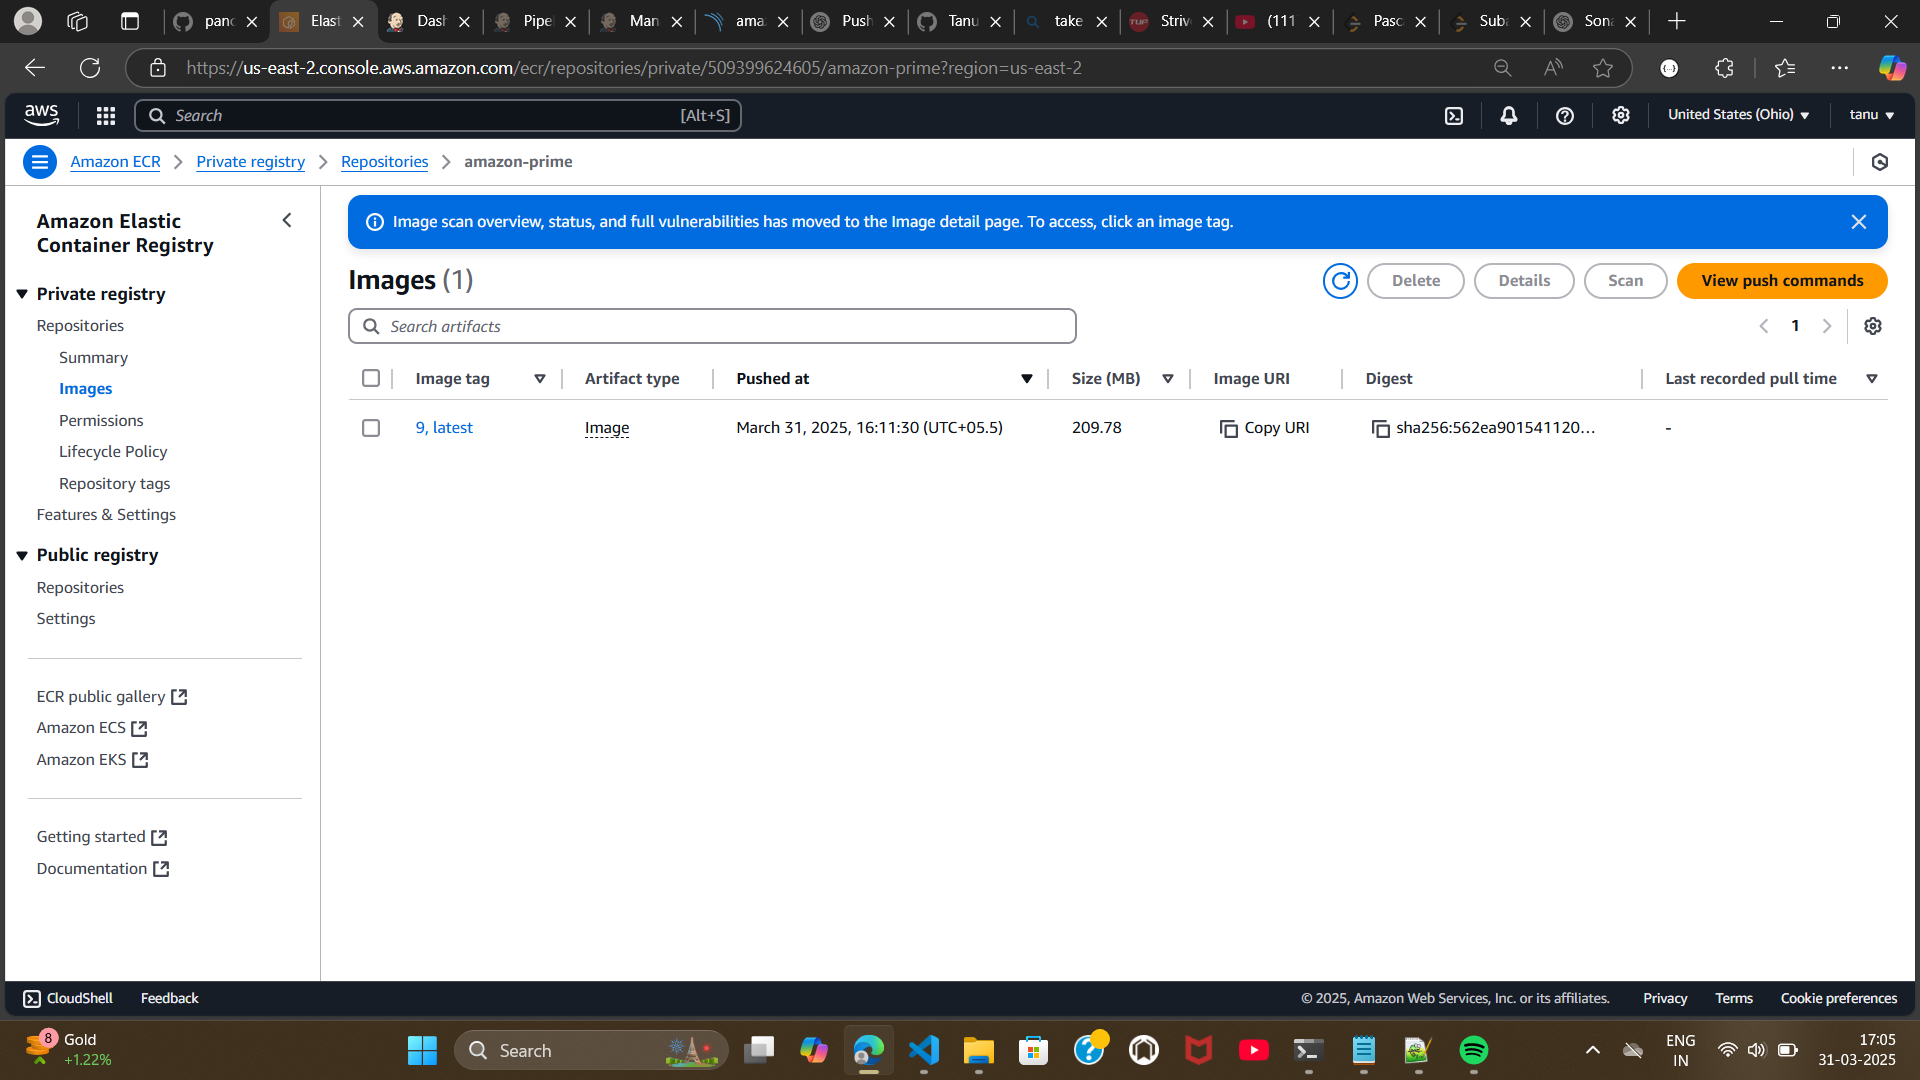 panc
Elast
Dash
Pipel
Man
amaz
Push
Tanu
take
TUP
Strive
(111
Pasca
Suba
Sona
https://us-east-2.console.aws.amazon.com/ecr/repositories/private/509399624605/amazon-prime?region=us-east-2
aws
Search
[Alt+S]
United States (Ohio)
tanu
Amazon ECR
Private registry
Repositories
amazon-prime
Amazon Elastic
Container Registry
Private registry
Repositories
Summary
Images
Permissions
Lifecycle Policy
Repository tags
Features & Settings
Public registry
Repositories
Settings
ECR public gallery
Amazon ECS
Amazon EKS
Getting started
Documentation
Image scan overview, status, and full vulnerabilities has moved to the Image detail page. To access, click an image tag.
Images (1)
Delete
Details
Scan
View push commands
Search artifacts
1
Image tag
Artifact type
Pushed at
Size (MB)
Image URI
Digest
Last recorded pull time
9, latest
Image
March 31, 2025, 16:11:30 (UTC+05.5)
209.78
Copy URI
sha256:562ea901541120...
-
CloudShell
Feedback
© 2025, Amazon Web Services, Inc. or its affiliates.
Privacy
Terms
Cookie preferences
8
Gold
+1.22%
Search
ENG
IN
17:05
31-03-2025